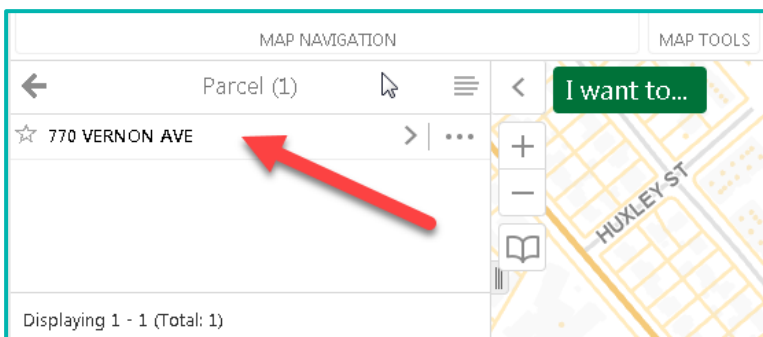 MAP NAVIGATION
MAP TOOLS
Parcel (1)
I want to...
770 VERNON AVE
HUXLEY ST
Displaying 1 - 1 (Total: 1)